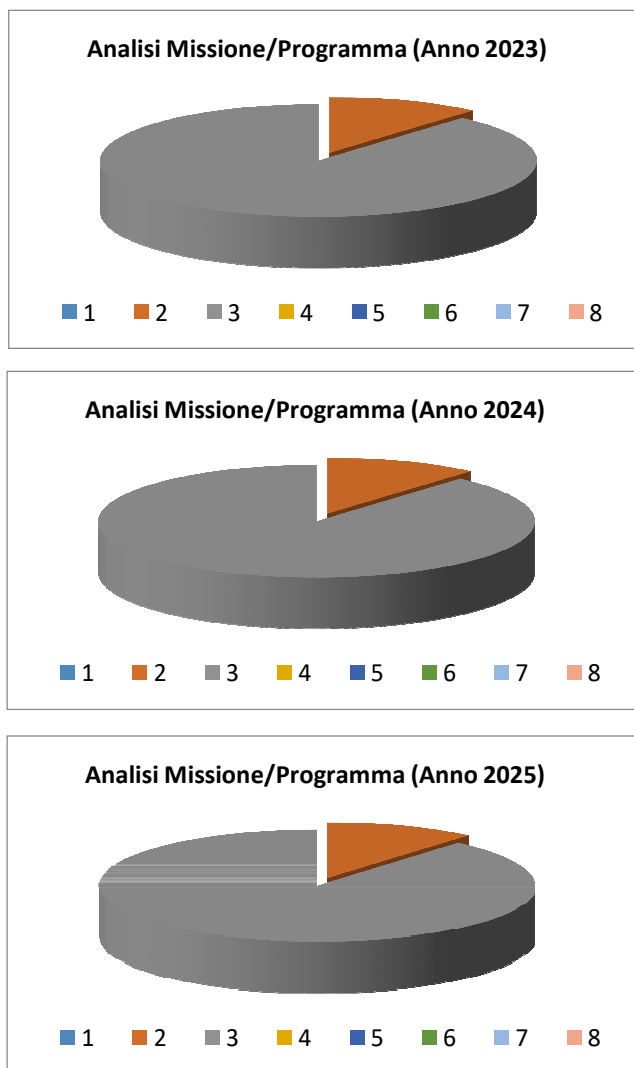 Analisi Missione/Programma (Anno 2023)
1 2 3 4 5 6 7 8
Analisi Missione/Programma (Anno 2024)
1 2 3 4 5 6 7 8
Analisi Missione/Programma (Anno 2025)
1 2 3 4 5 6 7 8